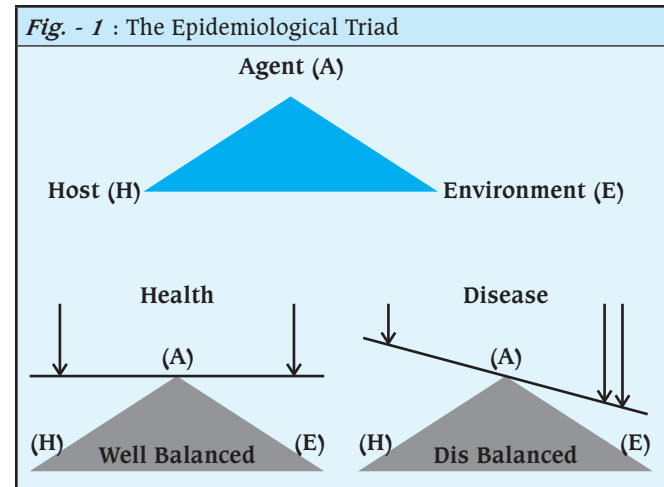 Fig. - 1 : The Epidemiological Triad
Agent (A)
Host (H) Environment (E)
Health Disease
(A) (A)
(H) Well Balanced (E) (H) Dis Balanced (E)